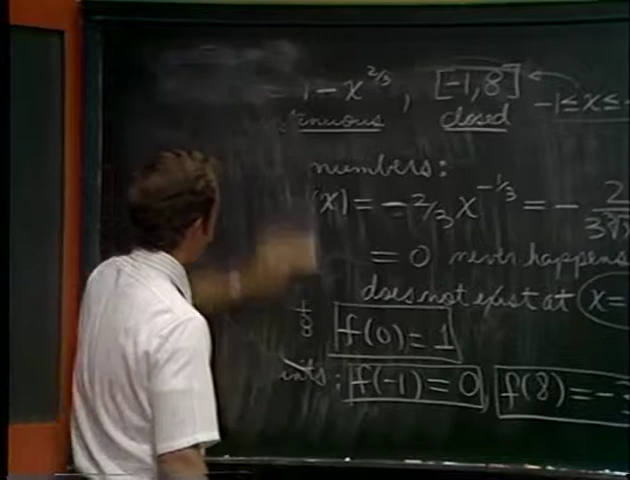 = 1 - x^{2/3}, [-1,8] -1≤x≤
closed
numbers:
(x) = -2/3 x^{-1/3} = - 2/3∛x
= 0 never happens
does not exist at x=
f(0)=1
f(-1)=0 f(8)=-3